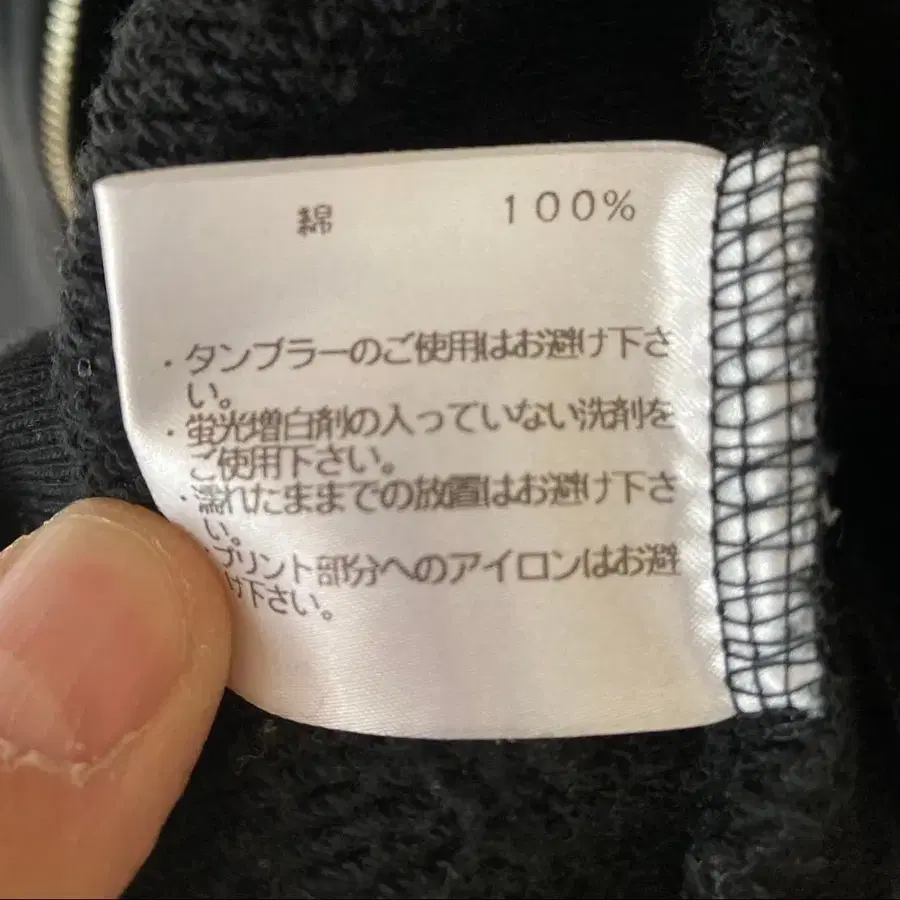 綿 100%
・タンブラーのご使用はお避け下さ
い。
・蛍光増白剤の入っていない洗剤を
ご使用下さい。
・濡れたままでの放置はお避け下さ
い。
・プリント部分へのアイロンはお避
け下さい。